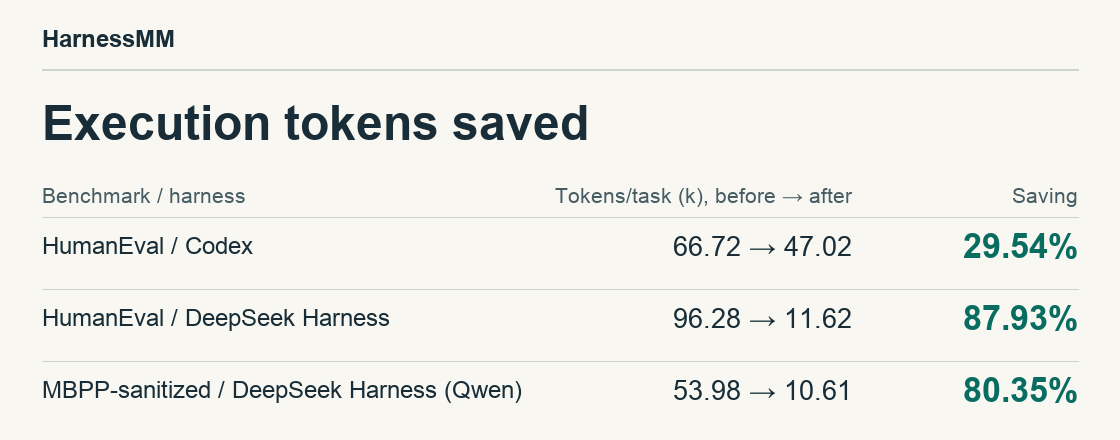 HarnessMM
Execution tokens saved
Benchmark / harness Tokens/task (k), before → after Saving
HumanEval / Codex 66.72 → 47.02 29.54%
HumanEval / DeepSeek Harness 96.28 → 11.62 87.93%
MBPP-sanitized / DeepSeek Harness (Qwen) 53.98 → 10.61 80.35%